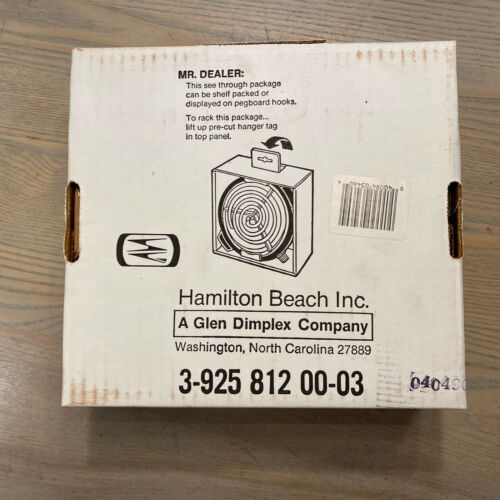 MR. DEALER:
This see through package
can be shelf packed or
displayed on pegboard hooks.
To rack this package...
lift up pre-cut hanger tag
in top panel.
Hamilton Beach Inc.
A Glen Dimplex Company
Washington, North Carolina 27889
3-925 812 00-03